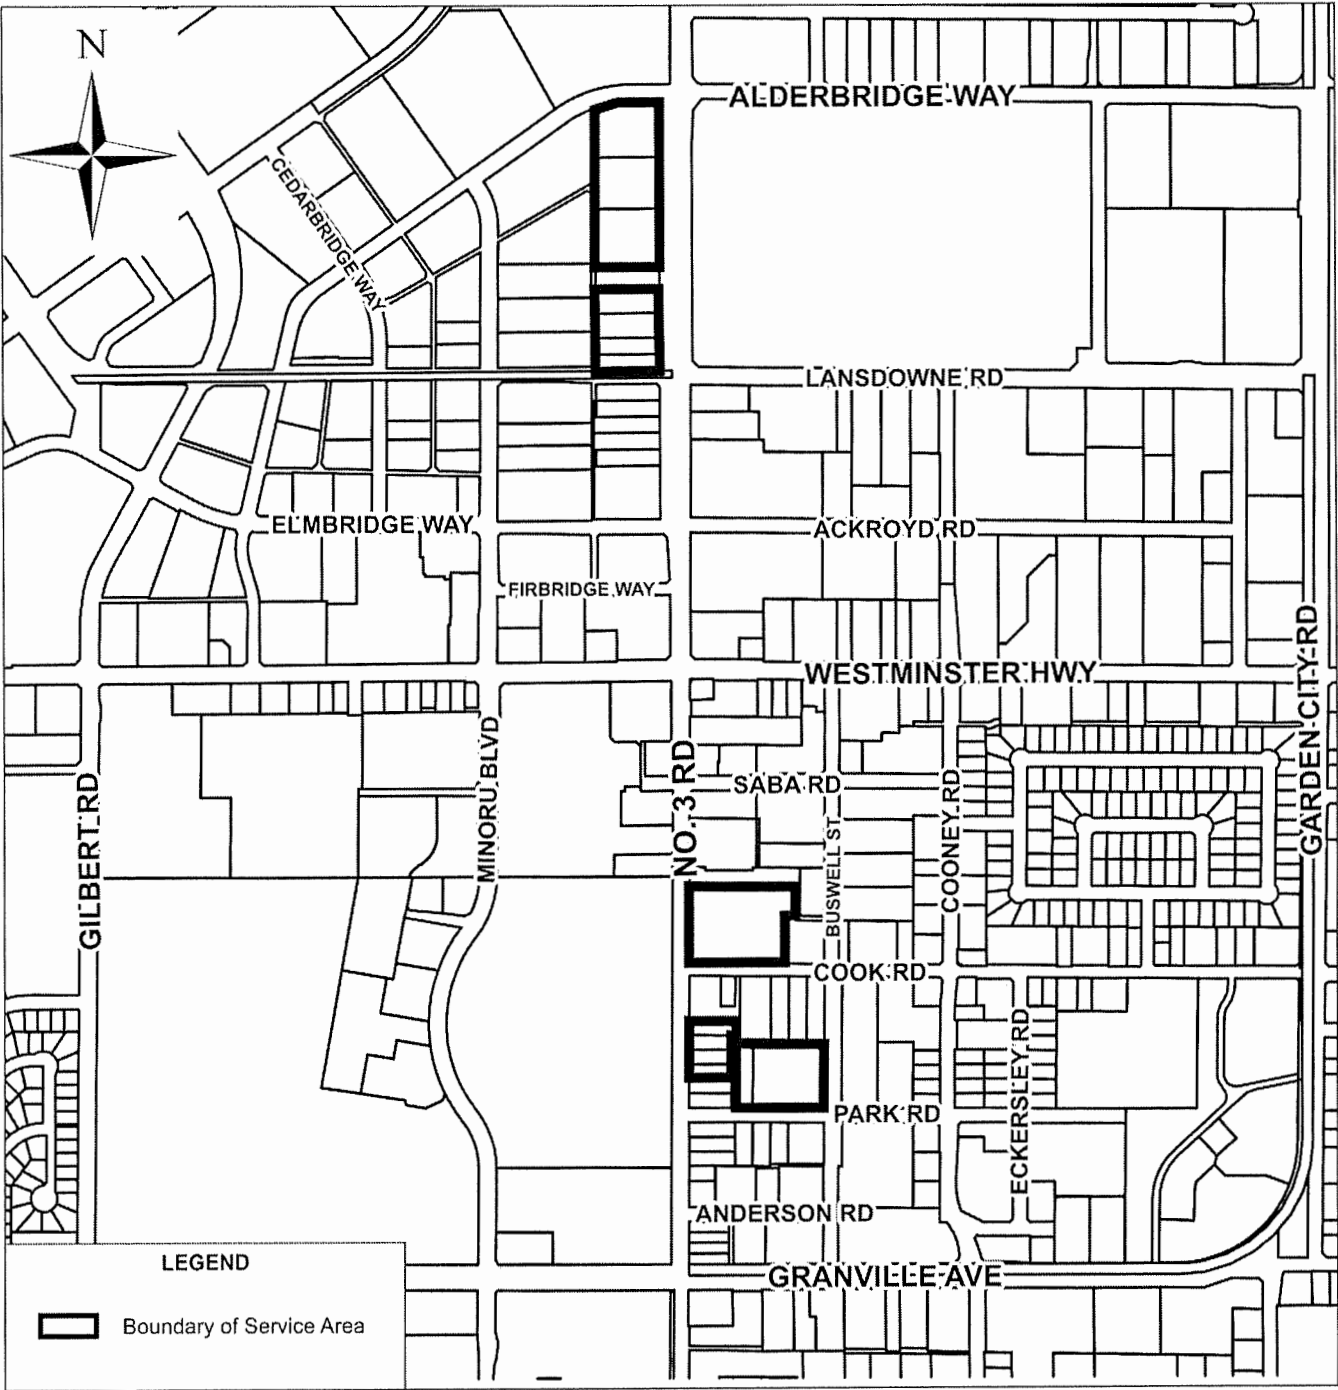 N
ALDERBRIDGE WAY
CEDARBRIDGE WAY
LANSDOWNE RD
ELMBRIDGE WAY
ACKROYD RD
FIRBRIDGE WAY
WESTMINSTER HWY
GARDEN CITY RD
MINORU BLVD
NO. 3 RD
SABA RD
GILBERT RD
BUSWELL ST
COONEY RD
COOK RD
ECKERSLEY RD
PARK RD
ANDERSON RD
GRANVILLE AVE
LEGEND
Boundary of Service Area